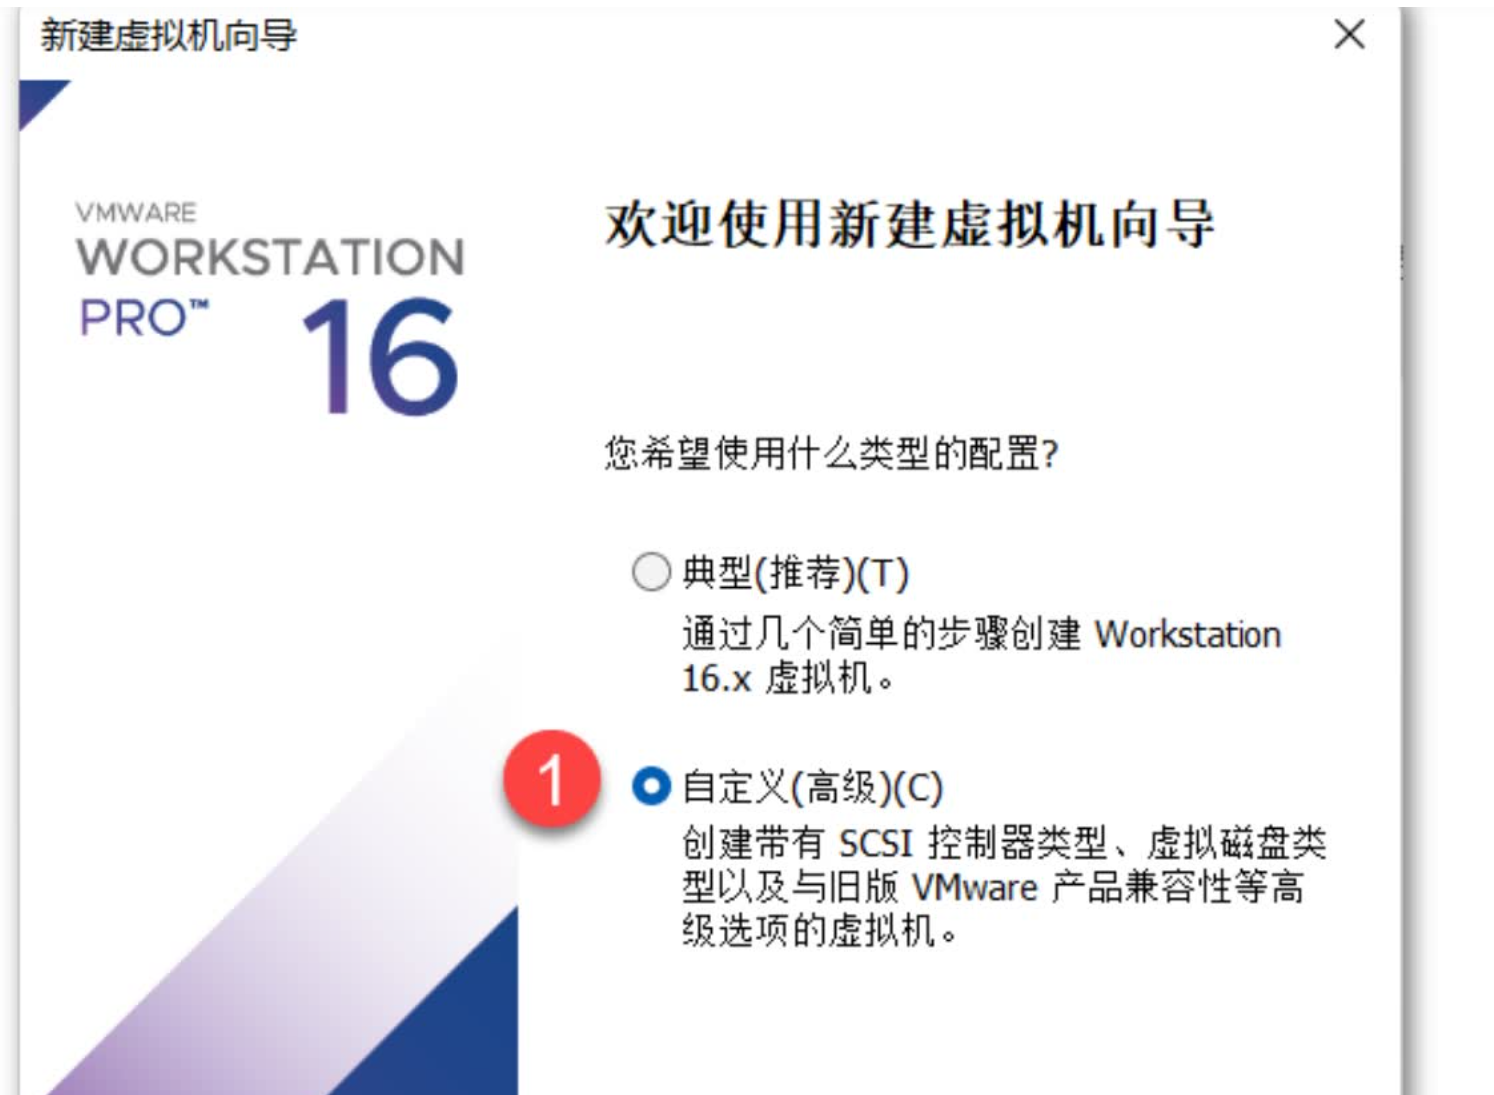 新建虚拟机向导
VMWARE
WORKSTATION
PRO™ 16
欢迎使用新建虚拟机向导
您希望使用什么类型的配置?
典型(推荐)(T)
通过几个简单的步骤创建 Workstation
16.x 虚拟机。
1
自定义(高级)(C)
创建带有 SCSI 控制器类型、虚拟磁盘类
型以及与旧版 VMware 产品兼容性等高
级选项的虚拟机。